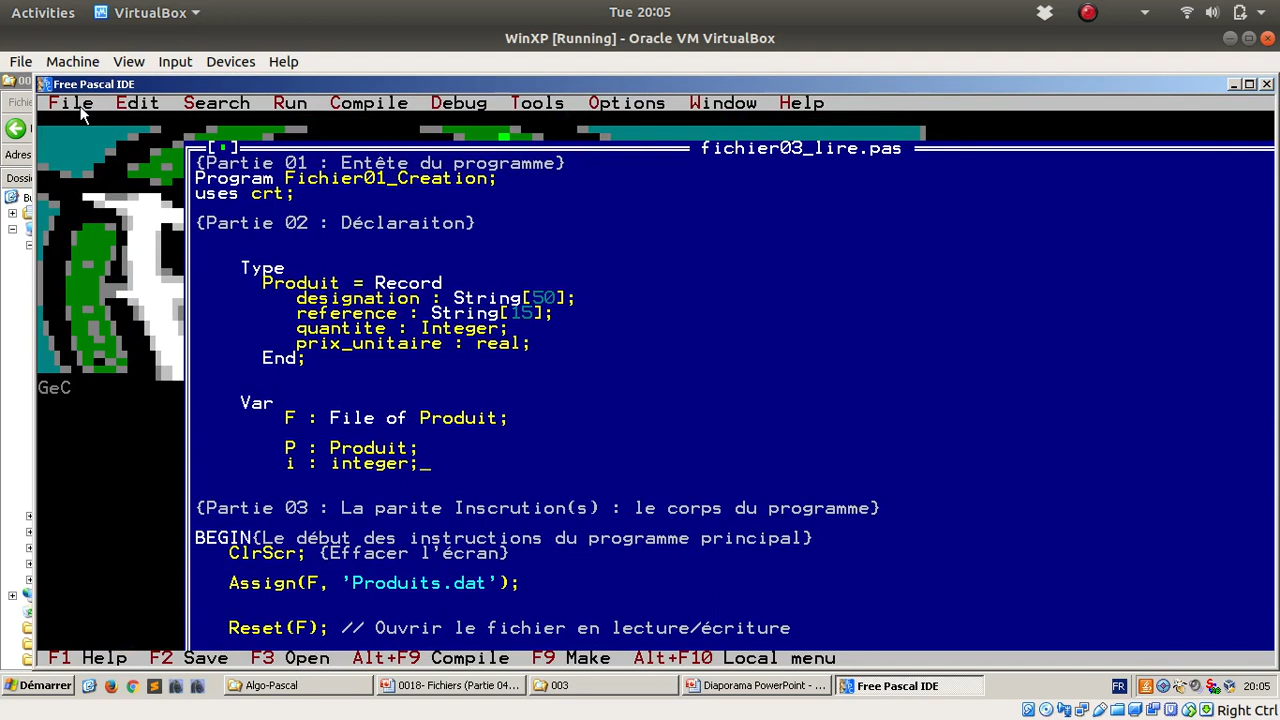 Activities VirtualBox Tue 20:05
WinXP [Running] - Oracle VM VirtualBox
File Machine View Input Devices Help
00
Free Pascal IDE
Fichie
File Edit Search Run Compile Debug Tools Options Window Help
fichier03_lire.pas
Adres
{Partie 01 : Entête du programme}
Dossie
Program Fichier01_Creation;
uses crt;
Bu
{Partie 02 : Déclaraiton}
Type
Produit = Record
designation : String[50];
reference : String[15];
quantite : Integer;
prix_unitaire : real;
End;
GeC
Var
F : File of Produit;
P : Produit;
i : integer;_
{Partie 03 : La parite Inscrution(s) : le corps du programme}
BEGIN{Le début des instructions du programme principal}
ClrScr; {Effacer l'écran}
Assign(F, 'Produits.dat');
Reset(F); // Ouvrir le fichier en lecture/écriture
F1 Help F2 Save F3 Open Alt+F9 Compile F9 Make Alt+F10 Local menu
Démarrer Algo-Pascal 0018- Fichiers (Partie 04... 003 Diaporama PowerPoint - ... Free Pascal IDE FR 20:05
Right Ctrl